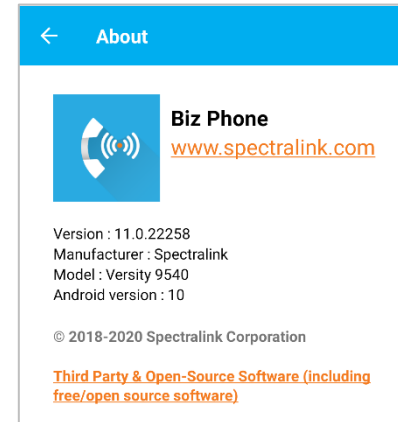 About
Biz Phone
www.spectralink.com
Version : 11.0.22258
Manufacturer : Spectralink
Model : Versity 9540
Android version : 10
© 2018-2020 Spectralink Corporation
Third Party & Open-Source Software (including
free/open source software)